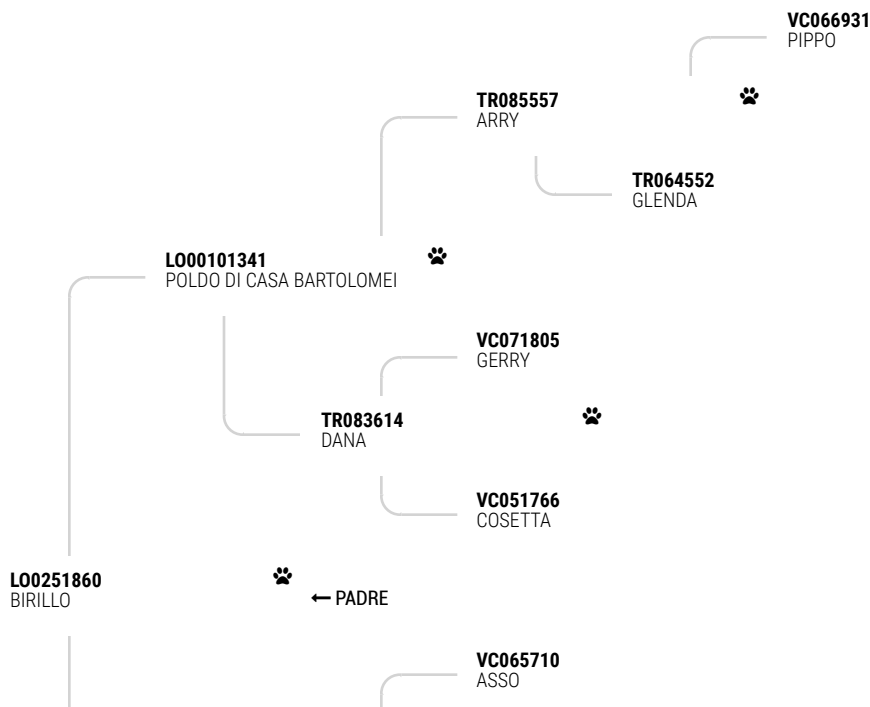 VC066931
PIPPO
TR085557
ARRY
TR064552
GLENDA
LO00101341
POLDO DI CASA BARTOLOMEI
VC071805
GERRY
TR083614
DANA
VC051766
COSETTA
LO0251860
BIRILLO
← PADRE
VC065710
ASSO